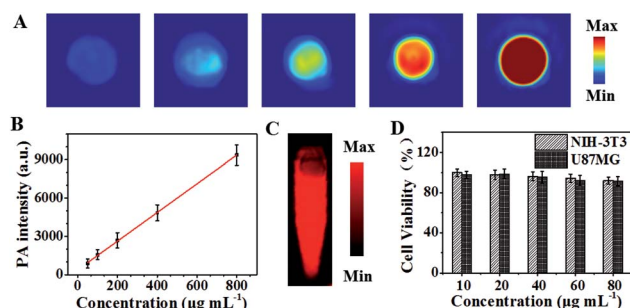 A
Max
Min
B
PA intensity (a.u.)
9000
6000
3000
0
0
200
400
600
800
Concentration (µg mL⁻¹)
C
Max
Min
D
Cell Viability (%)
120
80
40
0
NIH-3T3
U87MG
10
20
40
60
80
Concentration (µg mL⁻¹)